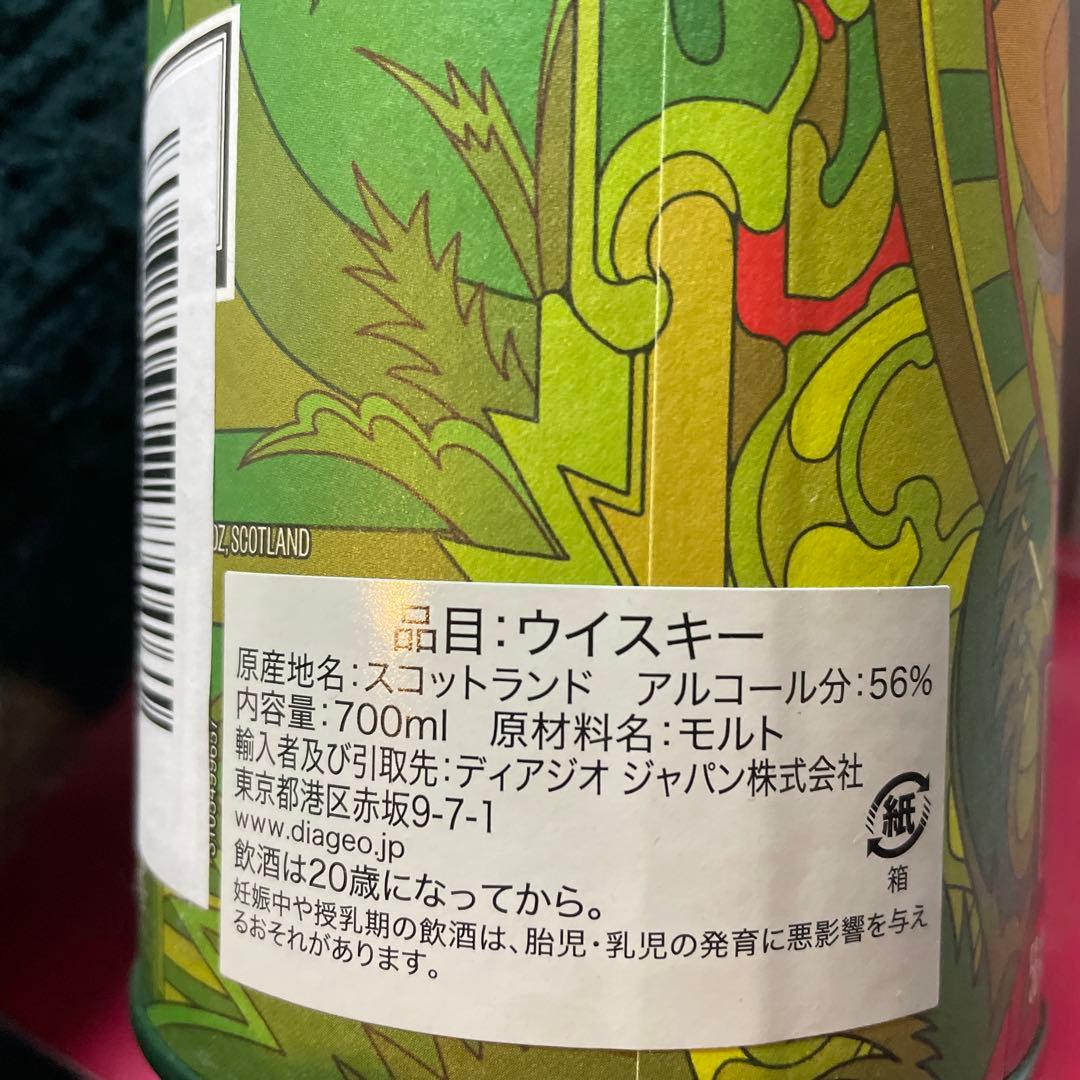 OZ, SCOTLAND
品目:ウイスキー
原産地名:スコットランド アルコール分:56%
内容量:700ml 原材料名:モルト
輸入者及び引取先:ディアジオ ジャパン株式会社
東京都港区赤坂9-7-1
www.diageo.jp
飲酒は20歳になってから。
妊娠中や授乳期の飲酒は、胎児・乳児の発育に悪影響を与え
るおそれがあります。
紙
箱